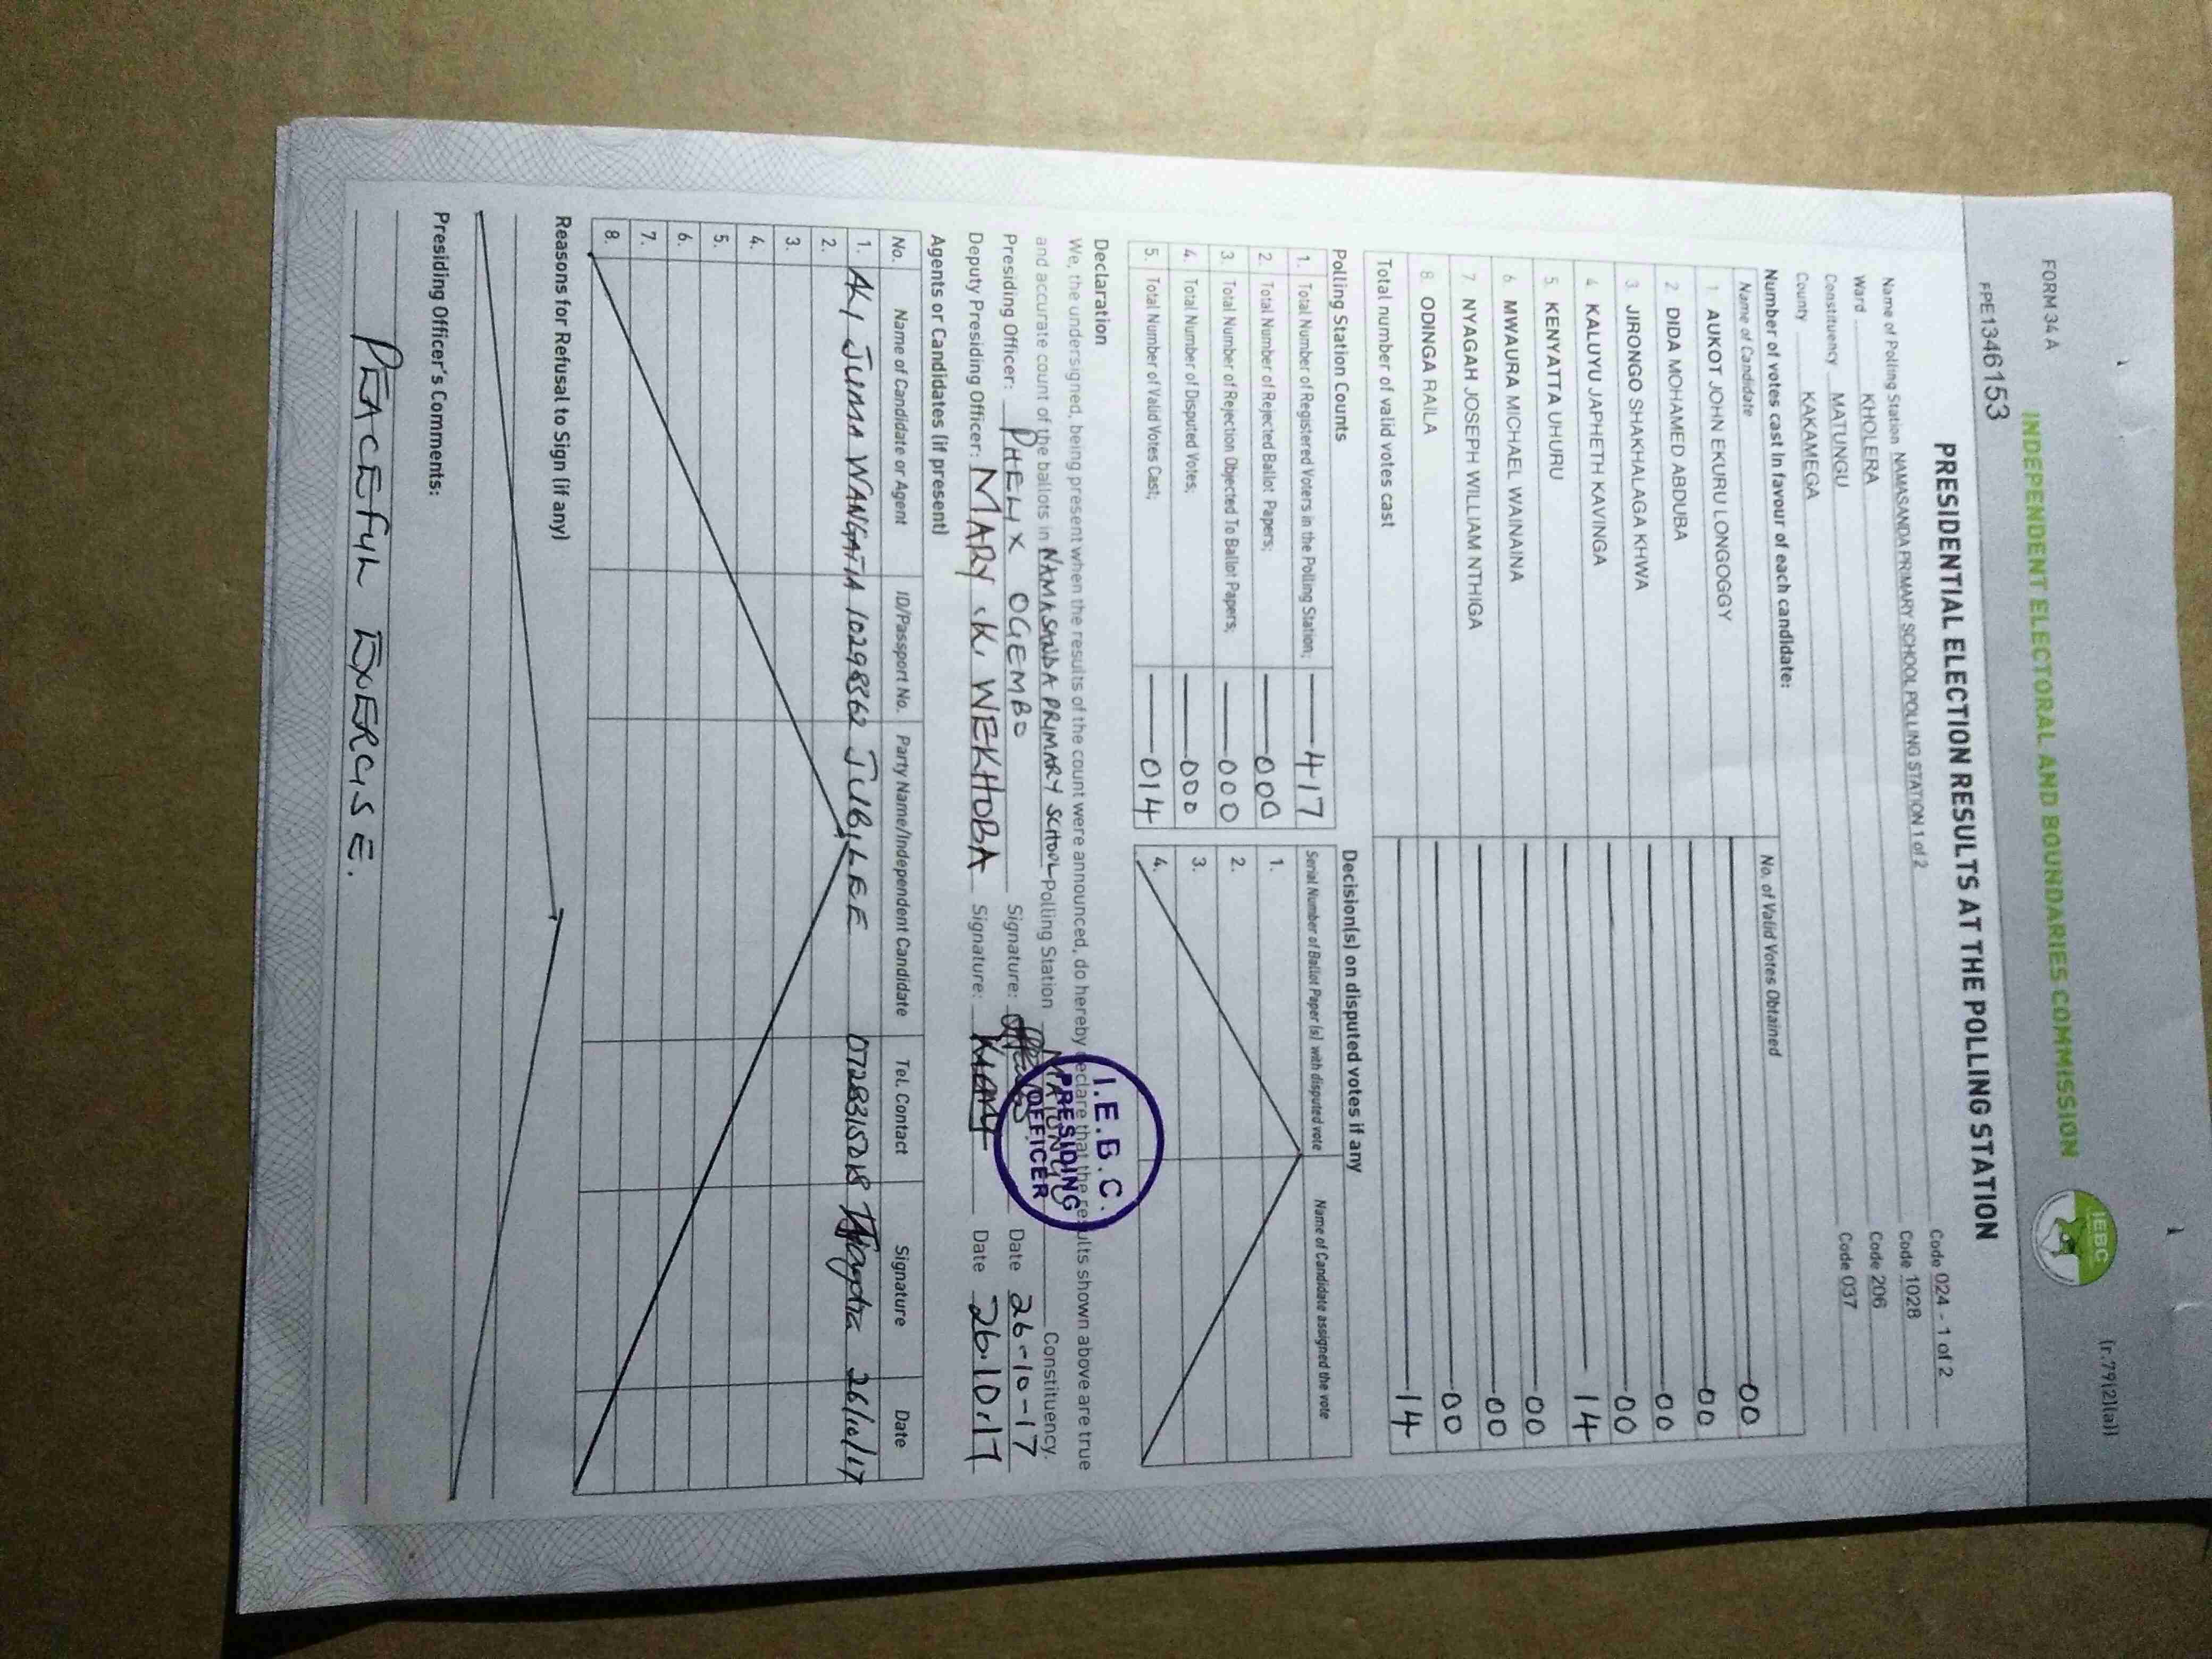 FORM 34 A
(r.79(2)(a))
INDEPENDENT ELECTORAL AND BOUNDARIES COMMISSION
IEBC
FPE1346153
PRESIDENTIAL ELECTION RESULTS AT THE POLLING STATION
Name of Polling Station NAMASANDA PRIMARY SCHOOL POLLING STATION 1 of 2 Code 024 - 1 of 2
Ward KHOLERA Code 1028
Constituency MATUNGU Code 206
County KAKAMEGA Code 037
Number of votes cast in favour of each candidate:
Name of Candidate No. of Valid Votes Obtained
1 AUKOT JOHN EKURU LONGOGGY 00
2 DIDA MOHAMED ABDUBA 00
3 JIRONGO SHAKHALAGA KHWA 00
4 KALUYU JAPHETH KAVINGA 00
5 KENYATTA UHURU 14
6 MWAURA MICHAEL WAINAINA 00
7 NYAGAH JOSEPH WILLIAM NTHIGA 00
8 ODINGA RAILA 00
Total number of valid votes cast 14
Polling Station Counts
1. Total Number of Registered Voters in the Polling Station; 417
2. Total Number of Rejected Ballot Papers; 000
3. Total Number of Rejection Objected To Ballot Papers; 000
4. Total Number of Disputed Votes; 000
5. Total Number of Valid Votes Cast; 014
Decision(s) on disputed votes if any
Serial Number of Ballot Paper (s) with disputed vote Name of Candidate assigned the vote
1.
2.
3.
4.
Declaration
We, the undersigned, being present when the results of the count were announced, do hereby declare that the results shown above are true
and accurate count of the ballots in NAMASANDA PRIMARY SCHOOL Polling Station MATUNGU Constituency.
Presiding Officer: PHELIX OGEMBO Signature: Date 26-10-17
Deputy Presiding Officer: MARY .K. WEKHOBA Signature: Date 26.10.17
I.E.B.C.
PRESIDING
OFFICER
Agents or Candidates (if present)
No. Name of Candidate or Agent ID/Passport No. Party Name/Independent Candidate Tel. Contact Signature Date
1. JUMA WANGATIA 10298562 JUBILEE 26/10/17
2.
3.
4.
5.
6.
7.
8.
Reasons for Refusal to Sign (if any)
Presiding Officer's Comments:
PEACEFUL EXERCISE.